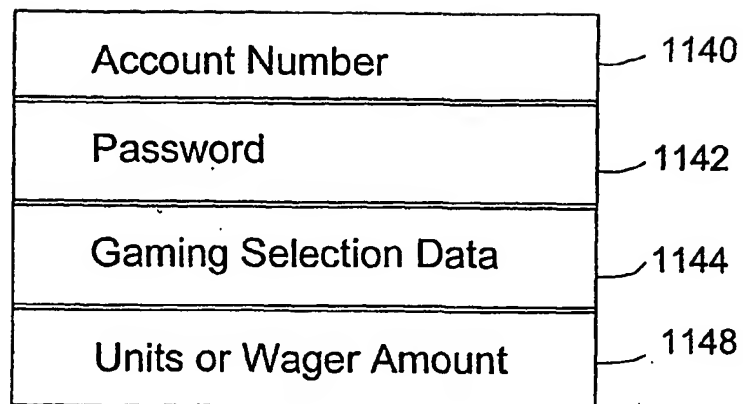 Account Number 1140
Password 1142
Gaming Selection Data 1144
Units or Wager Amount 1148